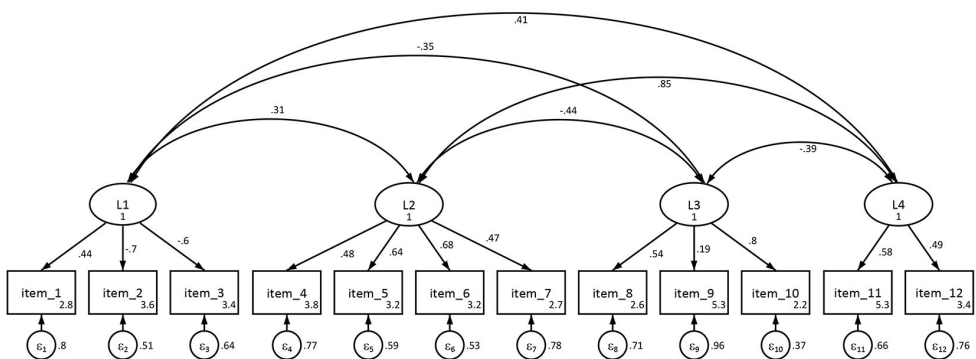 .41
-.35
.85
.31
-.44
-.39
L1
1
L2
1
L3
1
L4
1
.44
-.7
-.6
.48
.64
.68
.47
.54
.19
.8
.58
.49
item_1
2.8
item_2
3.6
item_3
3.4
item_4
3.8
item_5
3.2
item_6
3.2
item_7
2.7
item_8
2.6
item_9
5.3
item_10
2.2
item_11
5.3
item_12
3.4
ε1 .8
ε2 .51
ε3 .64
ε4 .77
ε5 .59
ε6 .53
ε7 .78
ε8 .71
ε9 .96
ε10 .37
ε11 .66
ε12 .76